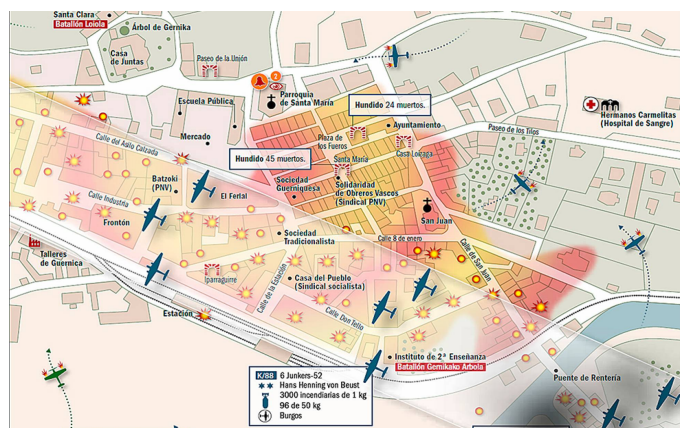 Santa Clara
Batallón Loiola
Árbol de Gernika
Casa
de Juntas
Paseo de la Unión
2
Parroquia
de Santa María
Hundido 24 muertos.
Escuela Pública
Mercado
Plaza de
los Fueros
Ayuntamiento
Casa Loizapa
Hermanos Carmelitas
(Hospital de Sangre)
Paseo de los Tilos
Calle del Asilo Calzada
Hundido 45 muertos.
Santa María
Solidaridad
de Obreros Vascos
(Sindical PNV)
Sociedad
Guerniquesa
Batzoki
(PNV)
El Ferial
Calle Industria
Frontón
San Juan
Sociedad
Tradicionalista
Calle 8 de enero
Calle de San Juan
Talleres
de Guernica
Iparraguirre
Calle de la Estación
Casa del Pueblo
(Sindical socialista)
Estación
Calle Don Tello
Instituto de 2ª Enseñanza
Batallón Gernikako Arbola
Puente de Rentería
K/88 6 Junkers-52
Hans Henning von Beust
3000 incendiarias de 1 kg
96 de 50 kg
Burgos